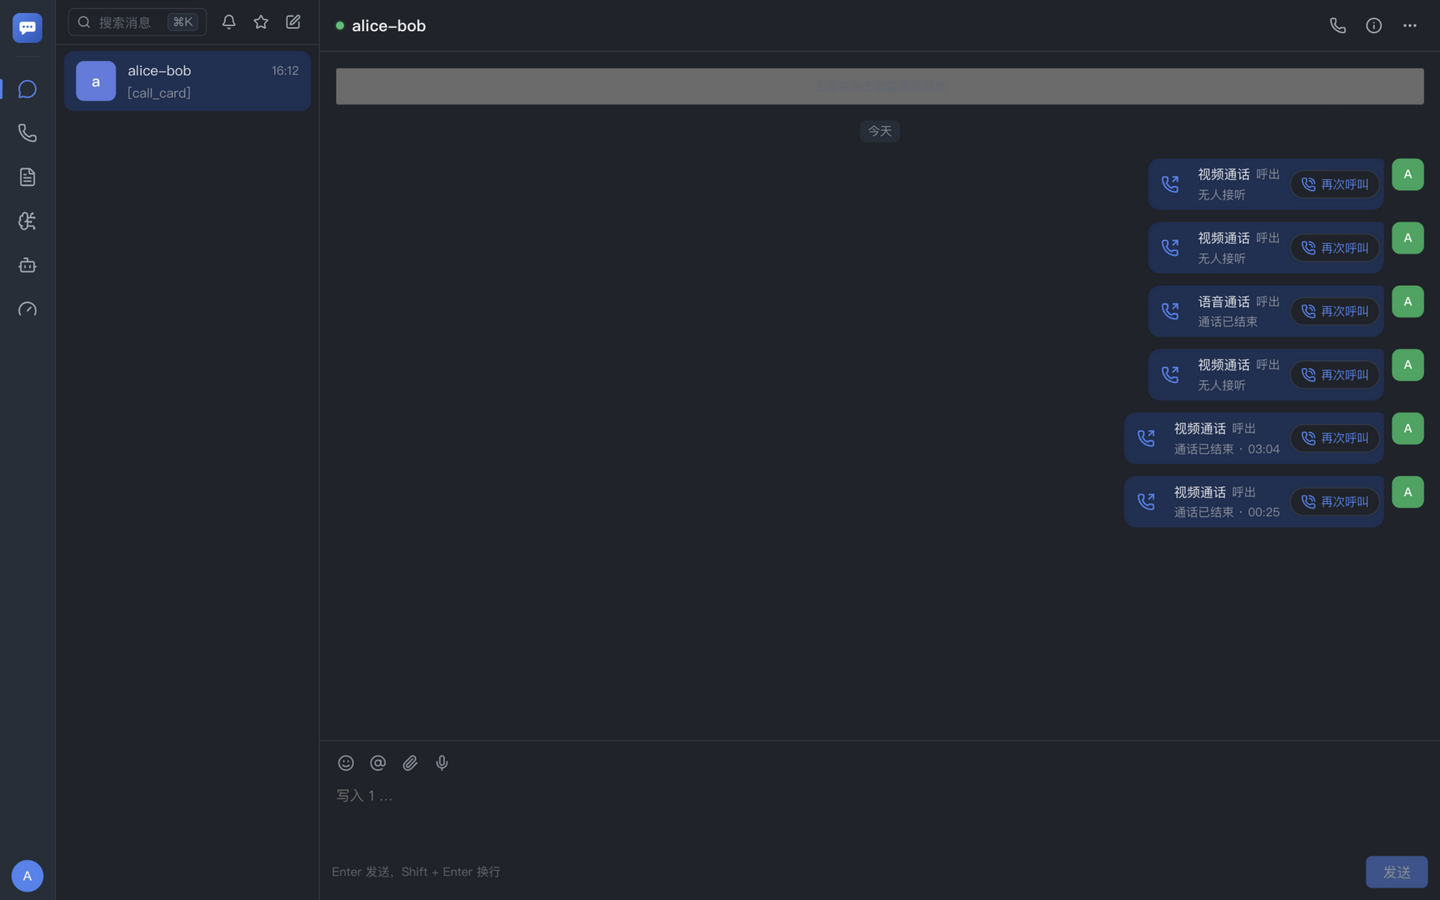 搜索消息 ⌘K
a
alice-bob 16:12
[call_card]
A
alice-bob
今天
视频通话 呼出
无人接听
再次呼叫
A
视频通话 呼出
无人接听
再次呼叫
A
语音通话 呼出
通话已结束
再次呼叫
A
视频通话 呼出
无人接听
再次呼叫
A
视频通话 呼出
通话已结束 · 03:04
再次呼叫
A
视频通话 呼出
通话已结束 · 00:25
再次呼叫
A
写入 1 ...
Enter 发送，Shift + Enter 换行
发送